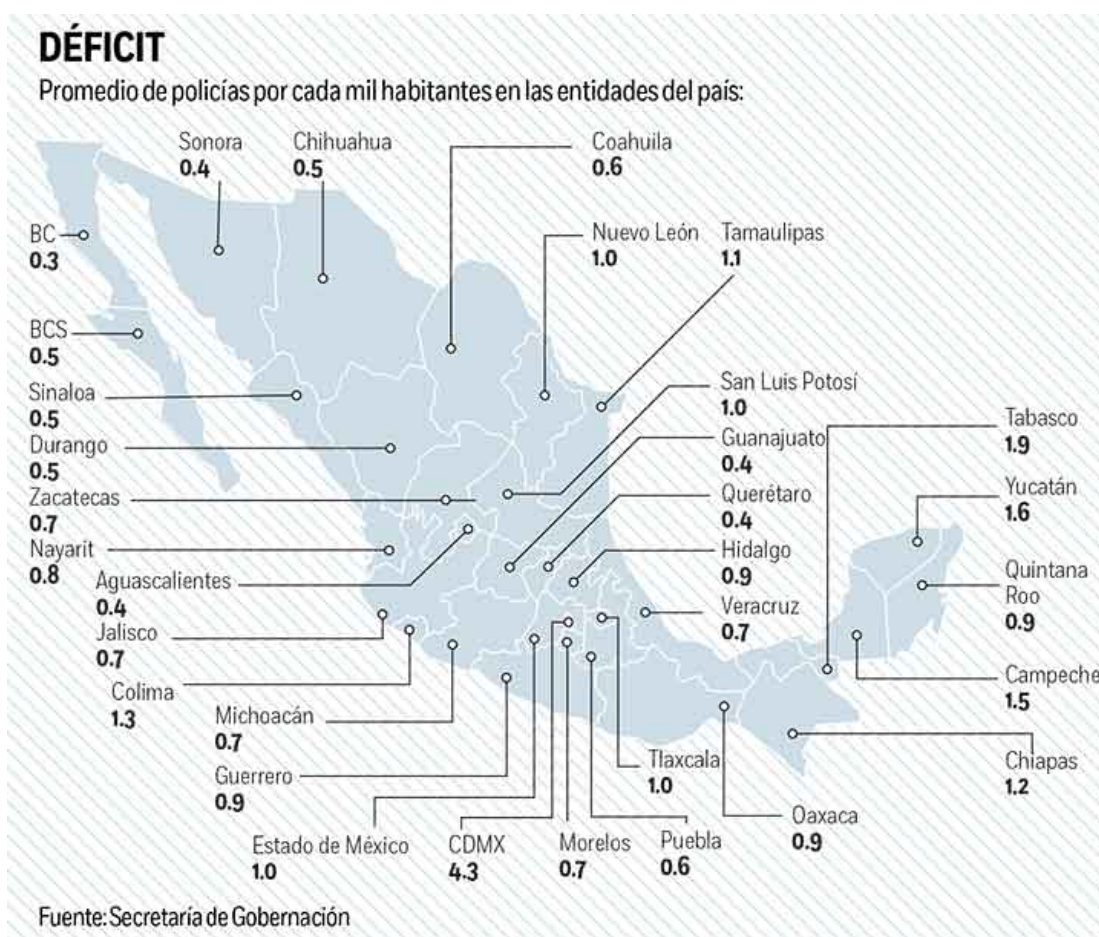 DÉFICIT
Promedio de policías por cada mil habitantes en las entidades del país:
Sonora
0.4
Chihuahua
0.5
Coahuila
0.6
BC
0.3
Nuevo León
1.0
Tamaulipas
1.1
BCS
0.5
Sinaloa
0.5
Durango
0.5
Zacatecas
0.7
Nayarit
0.8
Aguascalientes
0.4
Jalisco
0.7
Colima
1.3
Michoacán
0.7
Guerrero
0.9
Estado de México
1.0
CDMX
4.3
Morelos
0.7
Puebla
0.6
Tlaxcala
1.0
Oaxaca
0.9
San Luis Potosí
1.0
Guanajuato
0.4
Querétaro
0.4
Hidalgo
0.9
Veracruz
0.7
Tabasco
1.9
Yucatán
1.6
Quintana
Roo
0.9
Campeche
1.5
Chiapas
1.2
Fuente: Secretaría de Gobernación